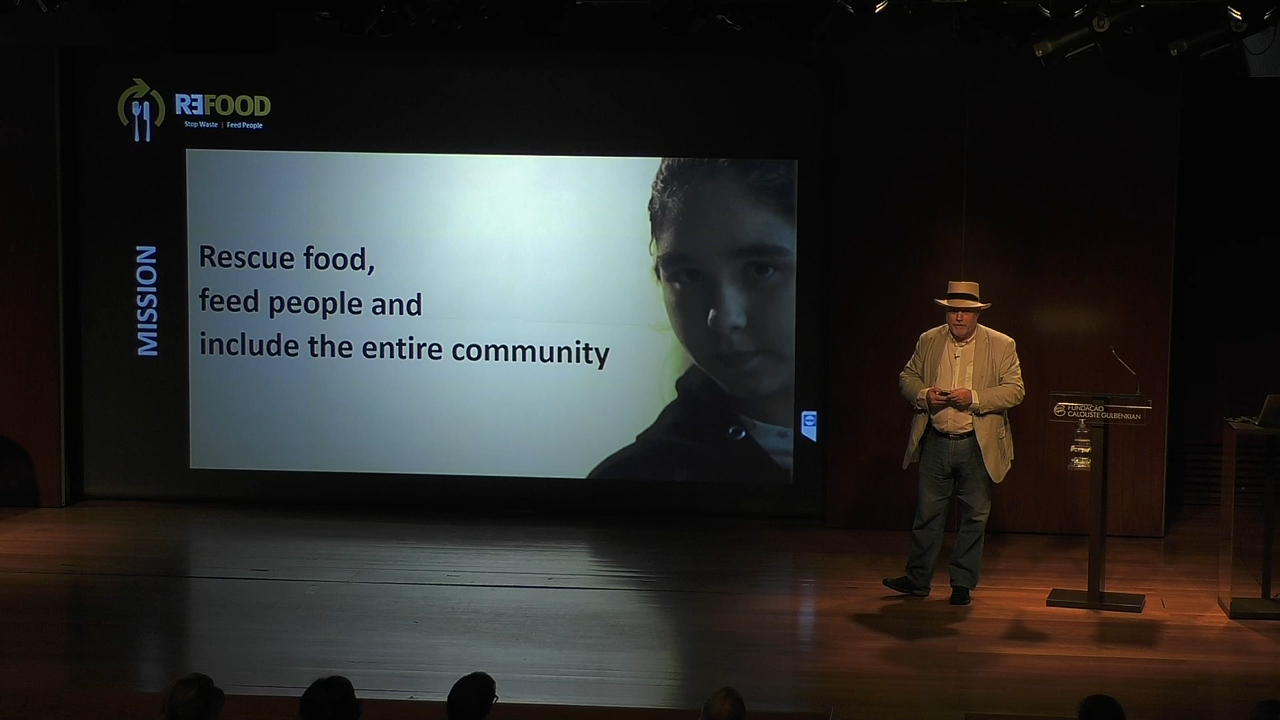 REFOOD
Stop Waste | Feed People
MISSION
Rescue food,
feed people and
include the entire community
FUNDAÇÃO
CALOUSTE GULBENKIAN